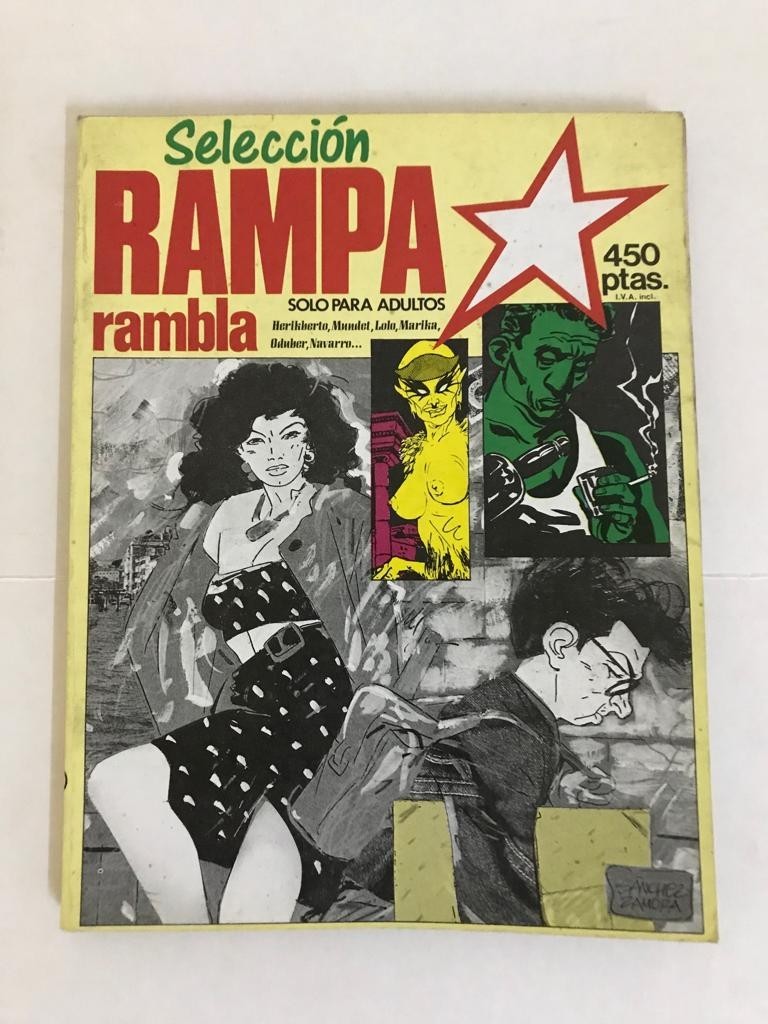 Selección
RAMPA
rambla
SOLO PARA ADULTOS
Herikberto, Mundet, Lolo, Marika,
Oduber, Navarro...
450
ptas.
I.V.A. incl.
SÁNCHEZ
ZAMORA